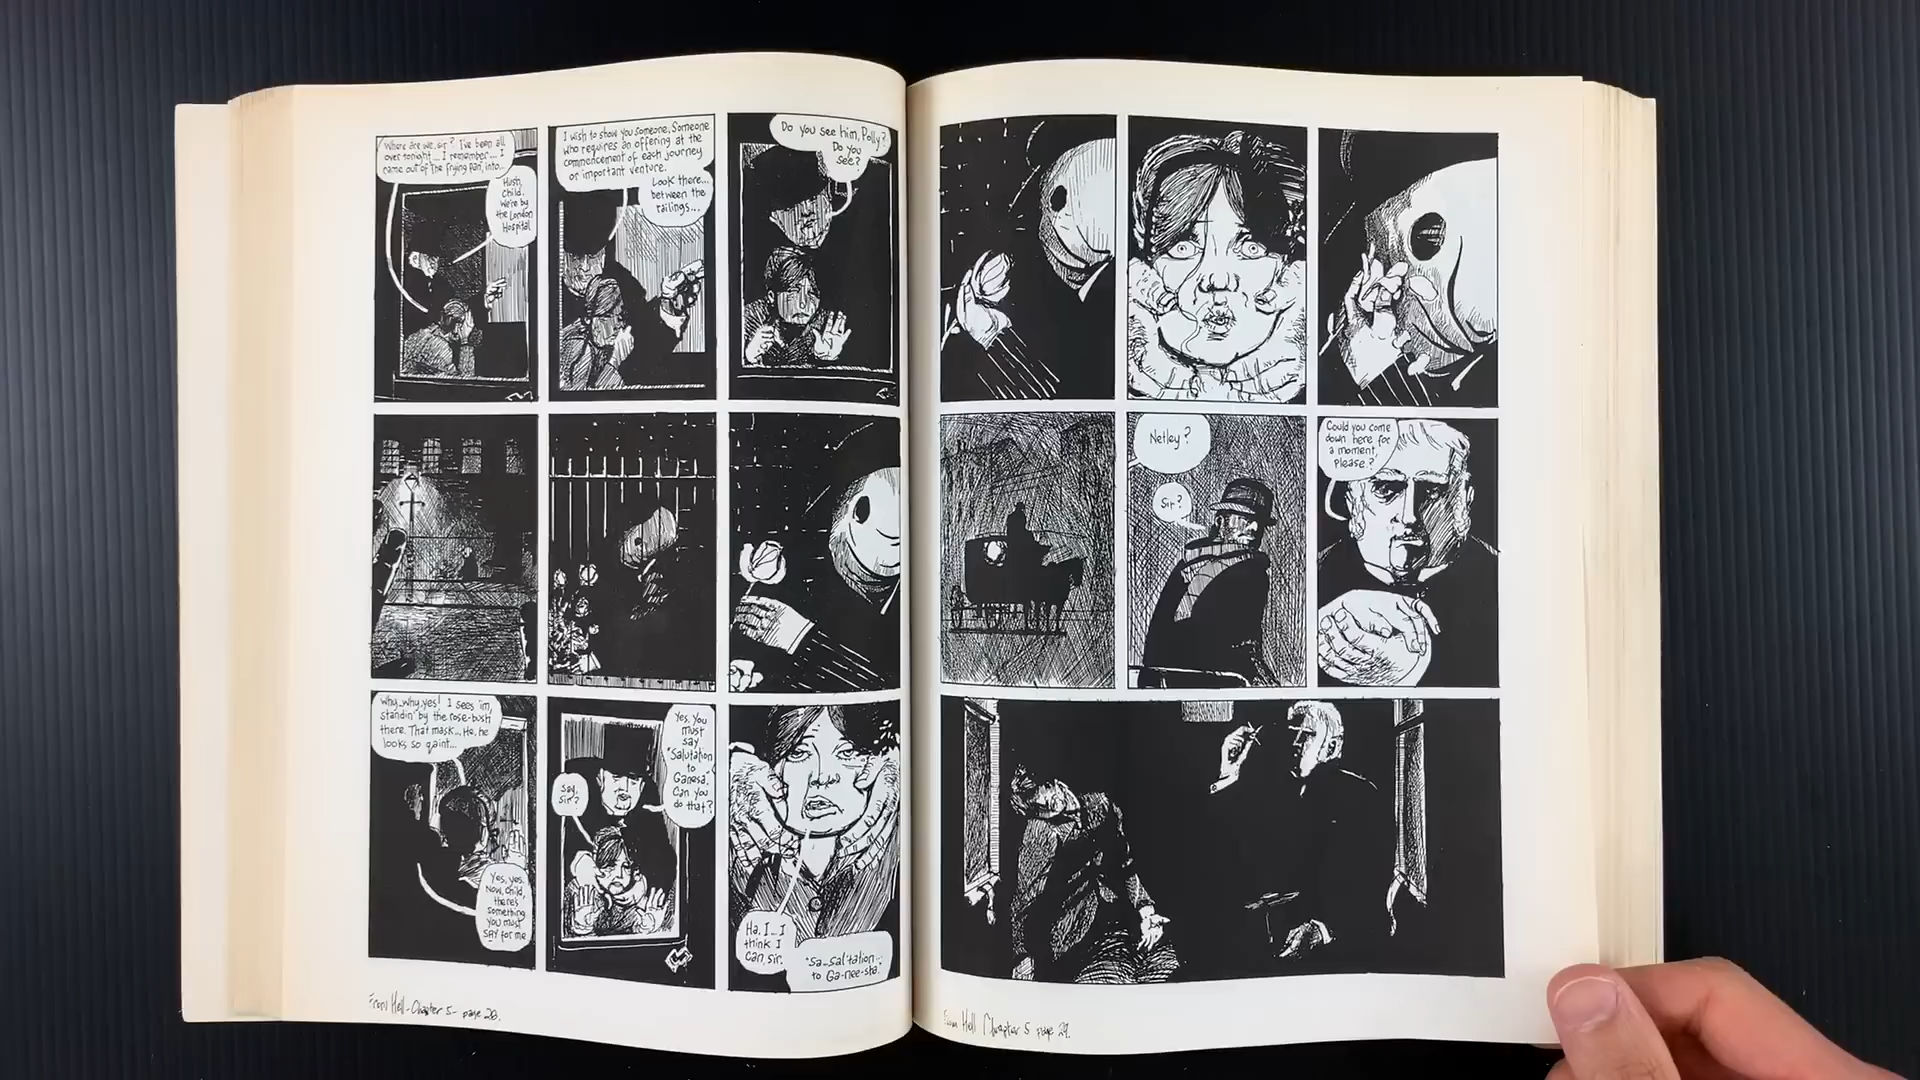 Where are we, sir? I've been all
over tonight... I remember... I
came out of the frying pan, into...
Hush,
child.
We're by
the London
Hospital
I wish to show you someone. Someone
who requires an offering at the
commencement of each journey
or important venture.
Look there...
between the
railings...
Do you see him, Polly?
Do you
see?
Why... why, yes! I sees 'im,
standin' by the rose-bush
there. That mask... Ha, he
looks so quaint...
Yes, yes.
Now, child,
there's
something
you must
SAY for me
Say,
Sir?
Yes. You
must
say
"Salutation
to
Ganesa."
Can you
do that?
Ha. I... I
think I
can, sir.
"Sa... sal'tation...
to Ga-nee-sha.
From Hell - Chapter 5 - page 28.
Netley?
Sir?
Could you come
down here for
a moment,
please?
From Hell Chapter 5 page 29.